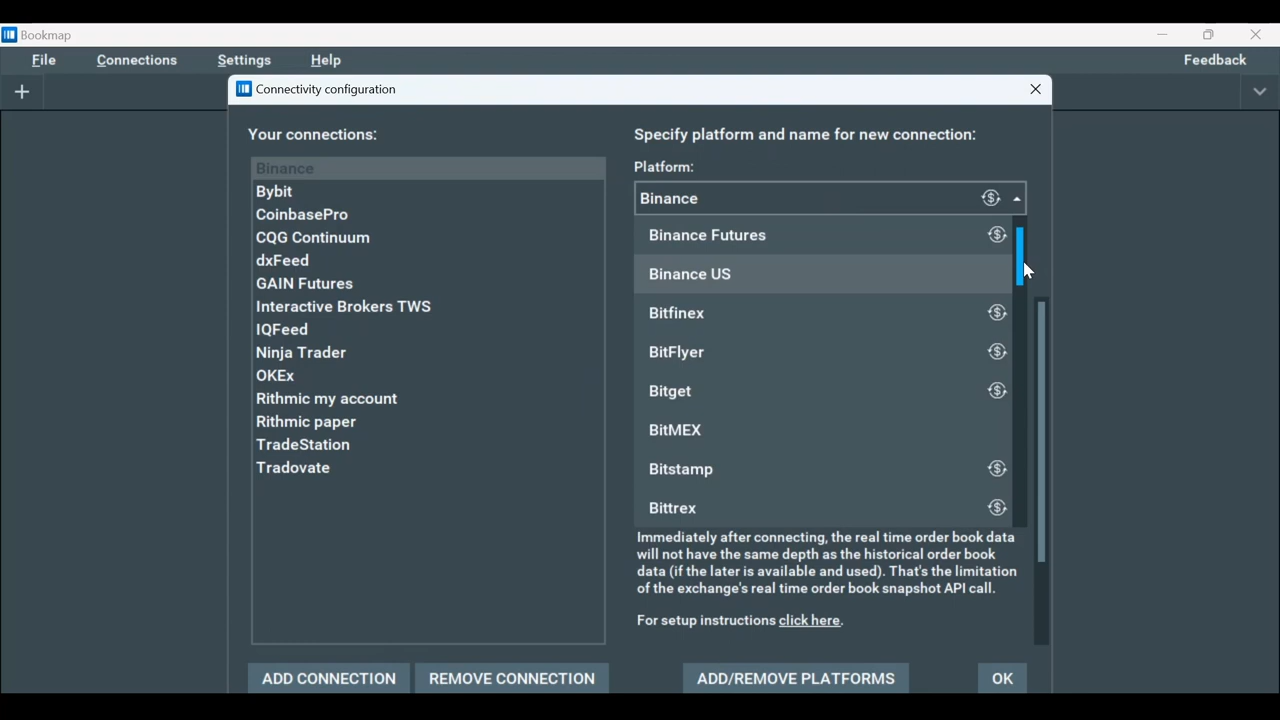 Bookmap
File Connections Settings Help Feedback
Connectivity configuration
Your connections:
Binance
Bybit
CoinbasePro
CQG Continuum
dxFeed
GAIN Futures
Interactive Brokers TWS
IQFeed
Ninja Trader
OKEx
Rithmic my account
Rithmic paper
TradeStation
Tradovate
ADD CONNECTION REMOVE CONNECTION
Specify platform and name for new connection:
Platform:
Binance
Binance Futures
Binance US
Bitfinex
BitFlyer
Bitget
BitMEX
Bitstamp
Bittrex
Immediately after connecting, the real time order book data
will not have the same depth as the historical order book
data (if the later is available and used). That's the limitation
of the exchange's real time order book snapshot API call.
For setup instructions click here.
ADD/REMOVE PLATFORMS OK